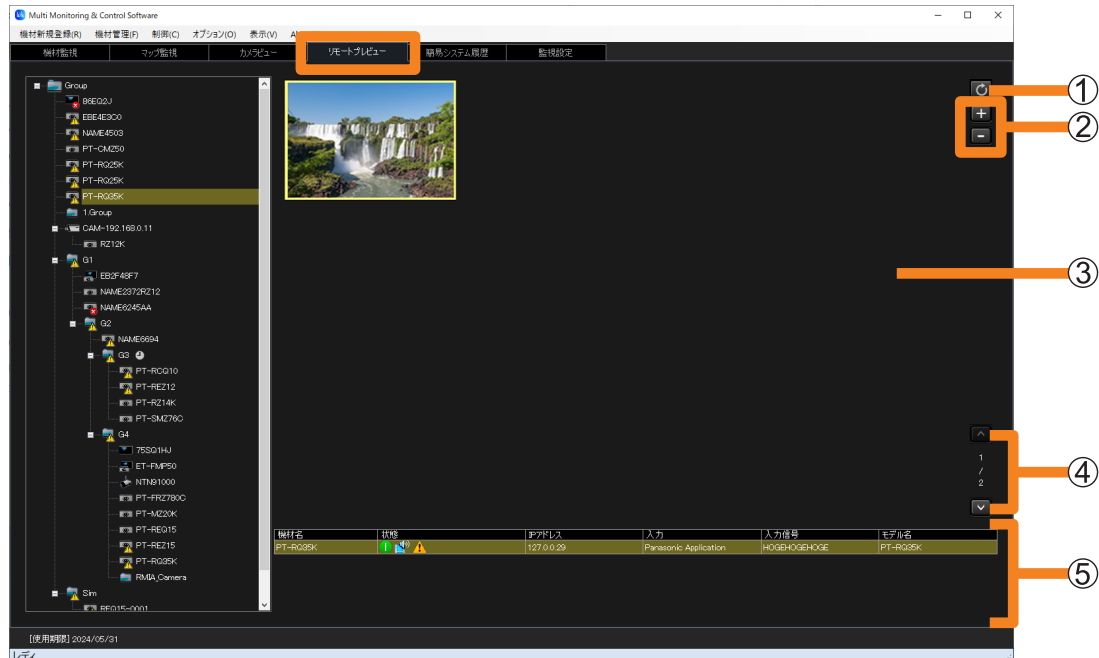 Multi Monitoring & Control Software
機材新規登録(R) 機材管理(F) 制御(C) オプション(O) 表示(V)
機材監視 マップ監視 カメラビュー リモートプレビュー 簡易システム履歴 監視設定
Group
86EQ2J
EBE4E3C0
NAME4503
PT-CMZ50
PT-RQ25K
PT-RQ25K
PT-RQ35K
1.Group
CAM-192.168.0.11
RZ12K
G1
EB2F48F7
NAME2372RZ12
NAME6245AA
G2
NAME6694
G3
PT-RCQ10
PT-REZ12
PT-RZ14K
PT-SMZ76C
G4
75SQ1HJ
ET-FMP50
NTN91000
PT-FRZ780C
PT-MZ20K
PT-REQ15
PT-REZ15
PT-RQ35K
RMIA_Camera
Sim
REQ15-0001
①
②
③
④
1
/
2
⑤
機材名 状態 IPアドレス 入力 入力信号 モデル名
PT-RQ35K 127.0.0.29 Panasonic Application HOGEHOGEHOGE PT-RQ35K
[使用期限] 2024/05/31
レディ